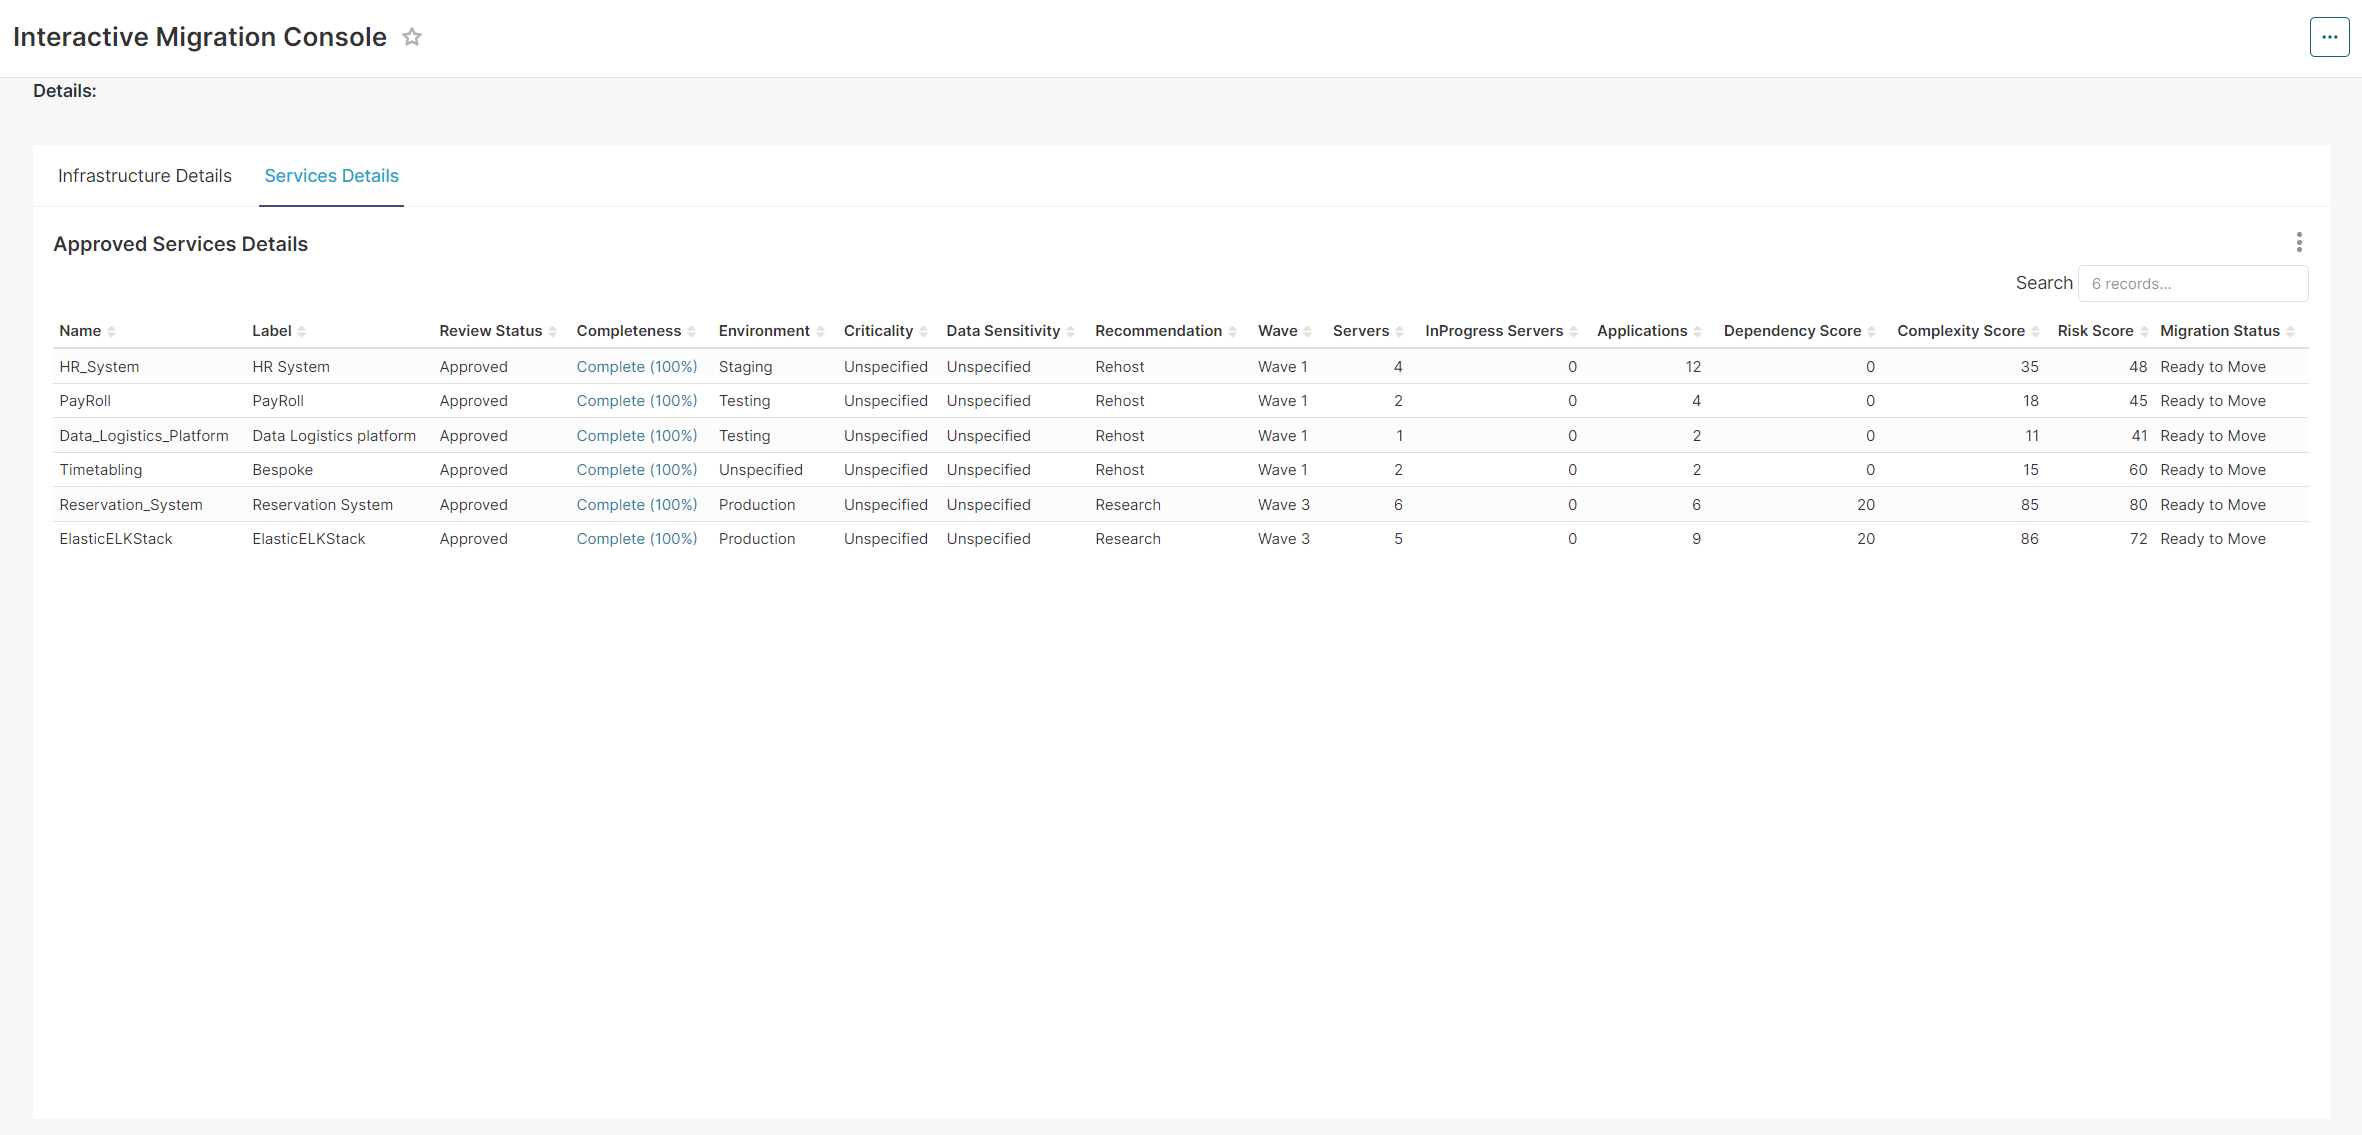 Interactive Migration Console
Details:
Infrastructure Details Services Details
Approved Services Details
Search 6 records...
Name Label Review Status Completeness Environment Criticality Data Sensitivity Recommendation Wave Servers InProgress Servers Applications Dependency Score Complexity Score Risk Score Migration Status
HR_System HR System Approved Complete (100%) Staging Unspecified Unspecified Rehost Wave 1 4 0 12 0 35 48 Ready to Move
PayRoll PayRoll Approved Complete (100%) Testing Unspecified Unspecified Rehost Wave 1 2 0 4 0 18 45 Ready to Move
Data_Logistics_Platform Data Logistics platform Approved Complete (100%) Testing Unspecified Unspecified Rehost Wave 1 1 0 2 0 11 41 Ready to Move
Timetabling Bespoke Approved Complete (100%) Unspecified Unspecified Unspecified Rehost Wave 1 2 0 2 0 15 60 Ready to Move
Reservation_System Reservation System Approved Complete (100%) Production Unspecified Unspecified Research Wave 3 6 0 6 20 85 80 Ready to Move
ElasticELKStack ElasticELKStack Approved Complete (100%) Production Unspecified Unspecified Research Wave 3 5 0 9 20 86 72 Ready to Move